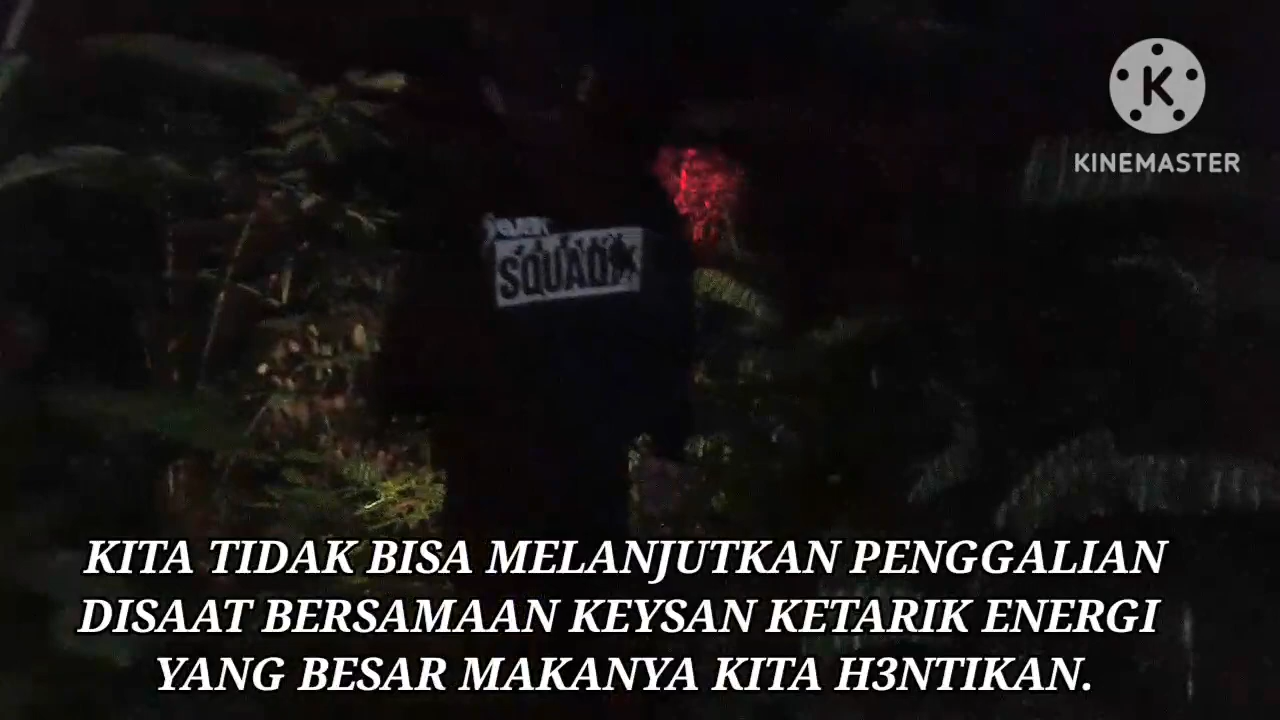 KINEMASTER
SQUAD
KITA TIDAK BISA MELANJUTKAN PENGGALIAN
DISAAT BERSAMAAN KEYSAN KETARIK ENERGI
YANG BESAR MAKANYA KITA H3NTIKAN.